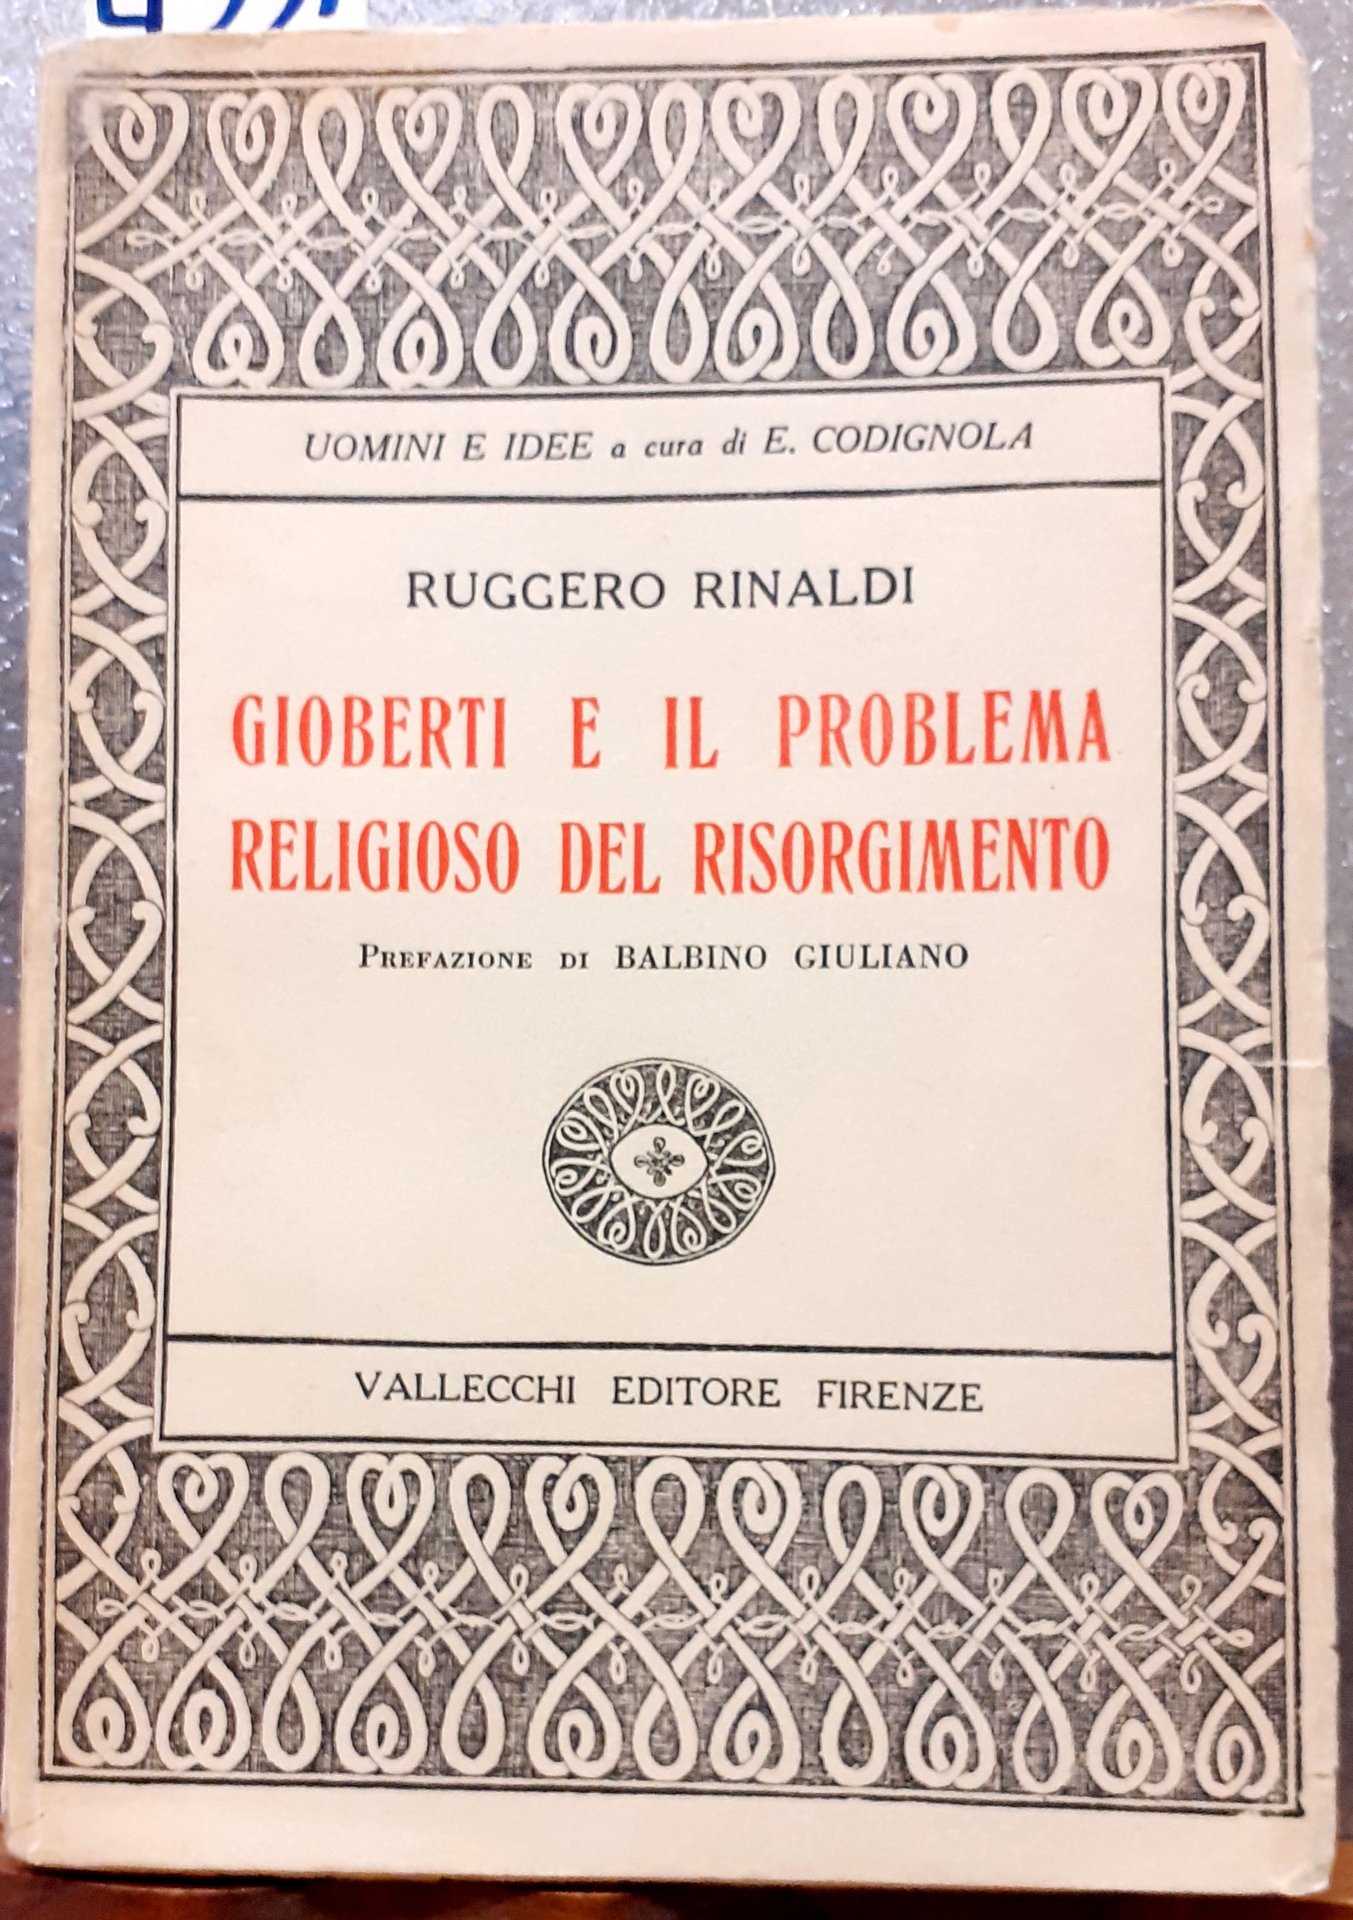 UOMINI E IDEE a cura di E. CODIGNOLA
RUGGERO RINALDI
GIOBERTI E IL PROBLEMA
RELIGIOSO DEL RISORGIMENTO
PREFAZIONE DI BALBINO GIULIANO
VALLECCHI EDITORE FIRENZE